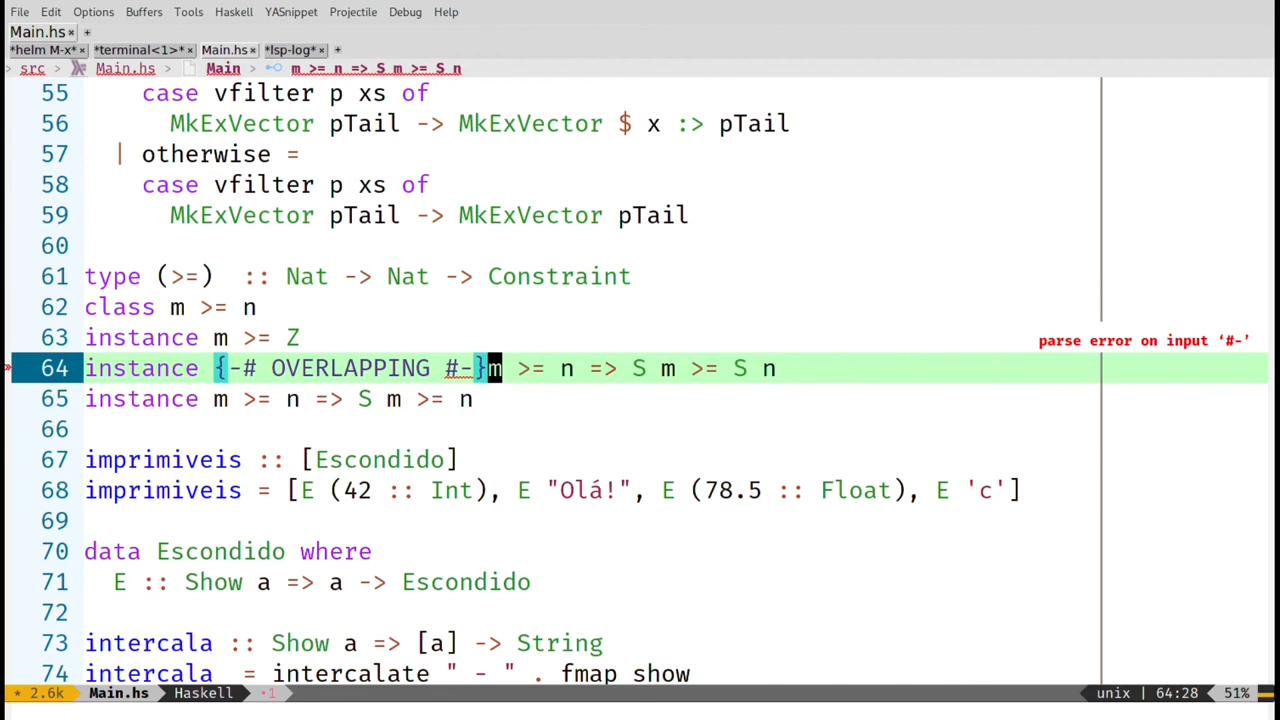 File Edit Options Buffers Tools Haskell YASnippet Projectile Debug Help
Main.hs × +
*helm M-x* × *terminal<1>* × Main.hs × *lsp-log* × +
> src > Main.hs > Main > m >= n => S m >= S n
55 case vfilter p xs of
56 MkExVector pTail -> MkExVector $ x :> pTail
57 | otherwise =
58 case vfilter p xs of
59 MkExVector pTail -> MkExVector pTail
60
61 type (>=) :: Nat -> Nat -> Constraint
62 class m >= n
63 instance m >= Z
parse error on input ‘#-’
» 64 instance {-# OVERLAPPING #-}m >= n => S m >= S n
65 instance m >= n => S m >= n
66
67 imprimiveis :: [Escondido]
68 imprimiveis = [E (42 :: Int), E "Olá!", E (78.5 :: Float), E 'c']
69
70 data Escondido where
71 E :: Show a => a -> Escondido
72
73 intercala :: Show a => [a] -> String
74 intercala = intercalate " - " . fmap show
* 2.6k Main.hs Haskell •1 unix | 64:28 51%